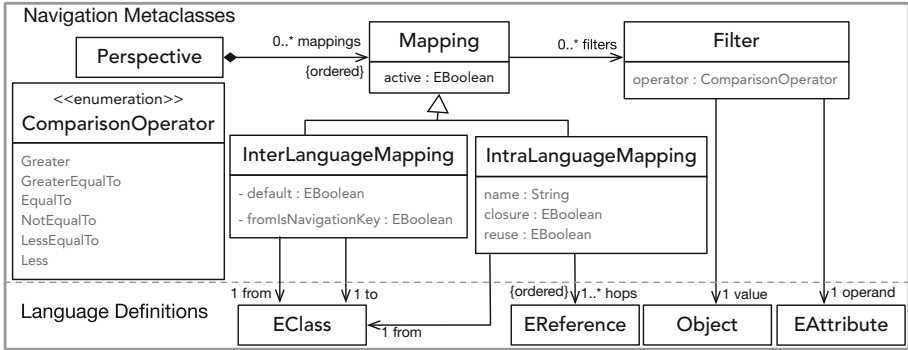 Navigation Metaclasses
Perspective
0..* mappings
{ordered}
Mapping
active : EBoolean
0..* filters
Filter
operator : ComparisonOperator
<<enumeration>>
ComparisonOperator
Greater
GreaterEqualTo
EqualTo
NotEqualTo
LessEqualTo
Less
InterLanguageMapping
- default : EBoolean
- fromIsNavigationKey : EBoolean
IntraLanguageMapping
name : String
closure : EBoolean
reuse : EBoolean
Language Definitions
1 from
1 to
EClass
1 from
{ordered}
1..* hops
EReference
1 value
Object
1 operand
EAttribute